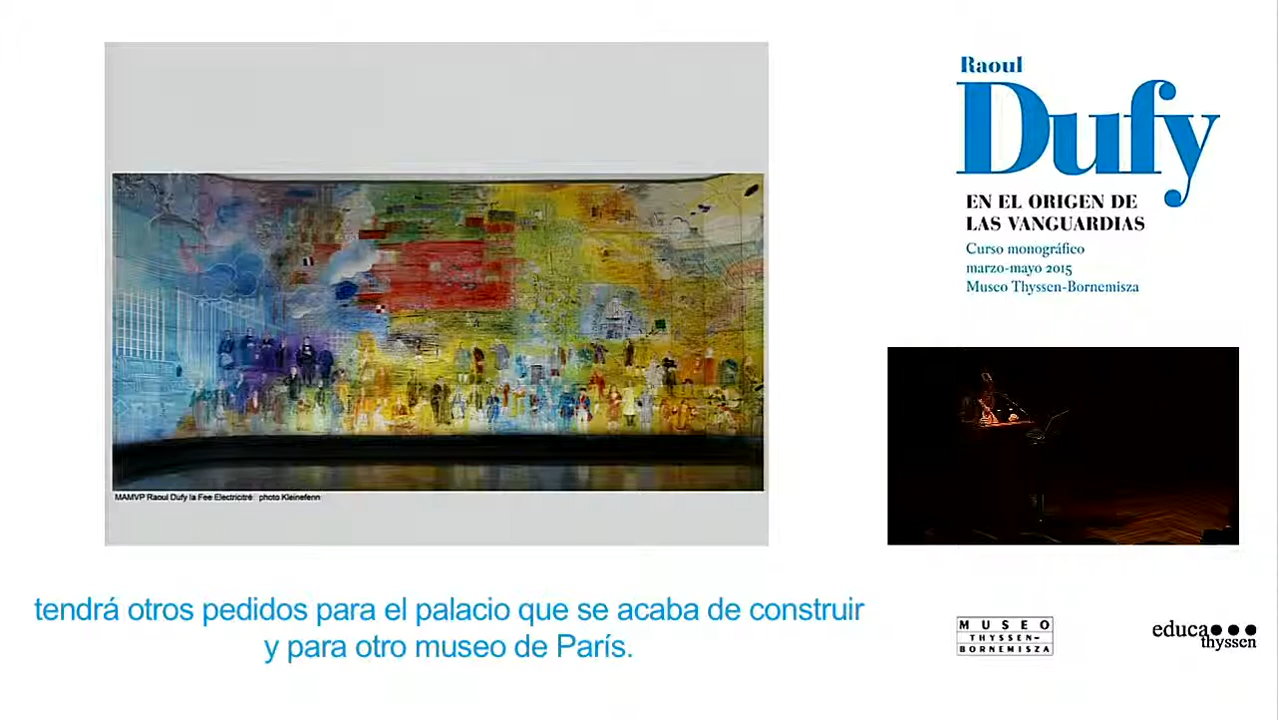 Raoul
Dufy
EN EL ORIGEN DE
LAS VANGUARDIAS
Curso monográfico
marzo-mayo 2015
Museo Thyssen-Bornemisza
MAMVP Raoul Dufy la Fee Electricitré photo Kleinefenn
tendrá otros pedidos para el palacio que se acaba de construir
y para otro museo de París.
MUSEO
THYSSEN-
BORNEMISZA
educa
thyssen